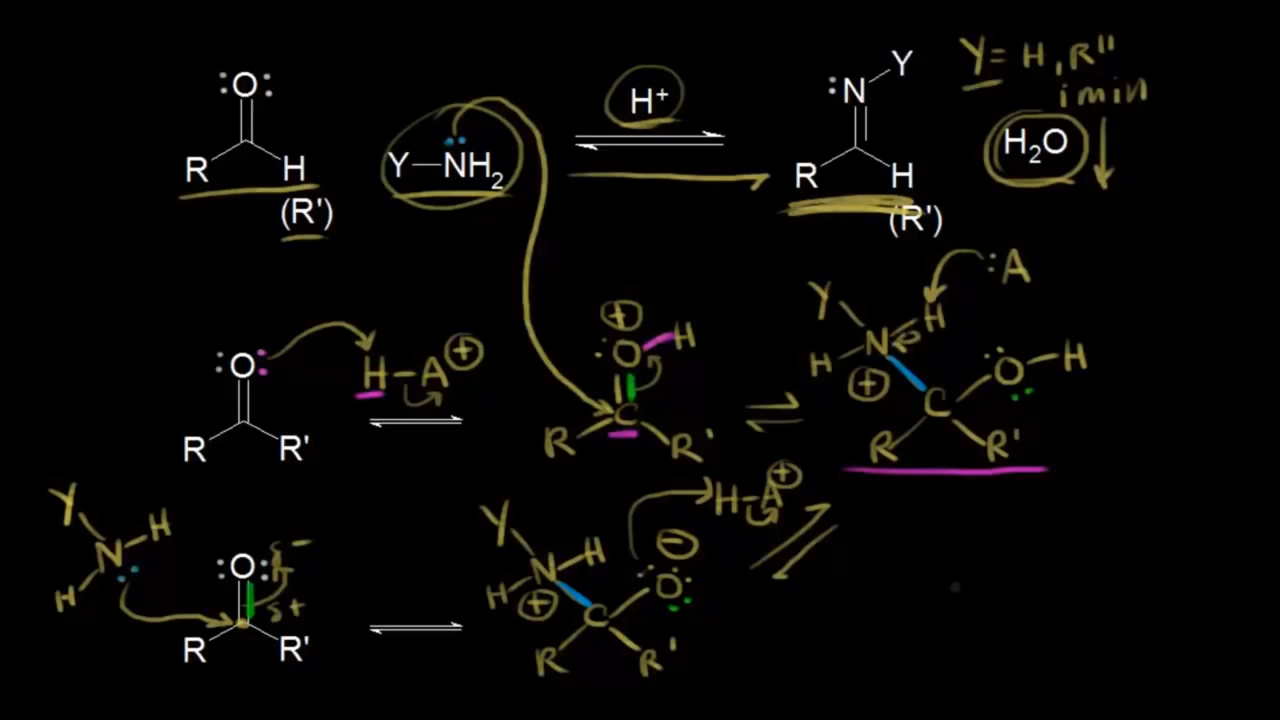 :O: Y—NH₂ H⁺ :N Y Y= H, R''
imin
R H R H H₂O
(R') (R')
:A
Y H
:O: H–A ⊕ ⊕ O H H N ⊕ O–H
C C
R R' R R' R R'
H–A ⊕
Y H Y H ⊖
N :O: δ- N O:
H δ+ H ⊕ C
R R' R R'